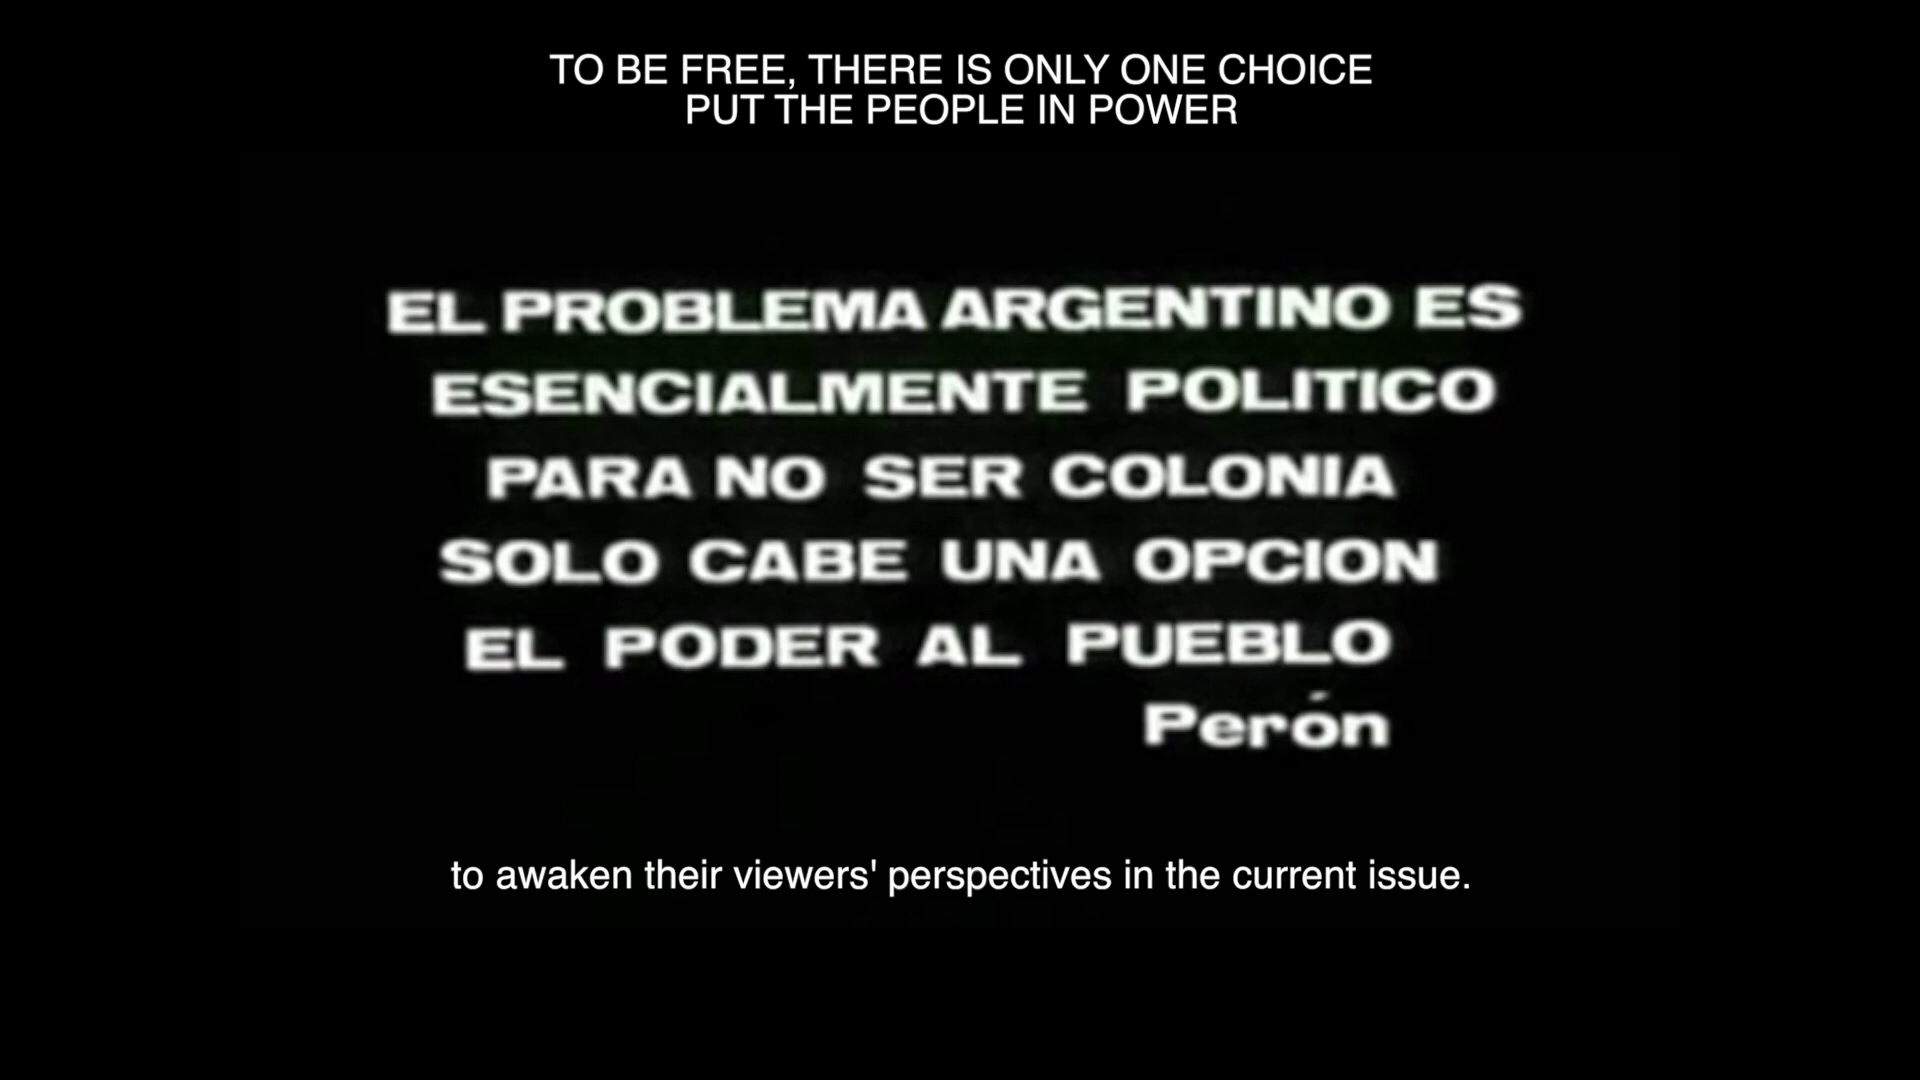 TO BE FREE, THERE IS ONLY ONE CHOICE
PUT THE PEOPLE IN POWER
EL PROBLEMA ARGENTINO ES
ESENCIALMENTE POLITICO
PARA NO SER COLONIA
SOLO CABE UNA OPCION
EL PODER AL PUEBLO
Perón
to awaken their viewers' perspectives in the current issue.